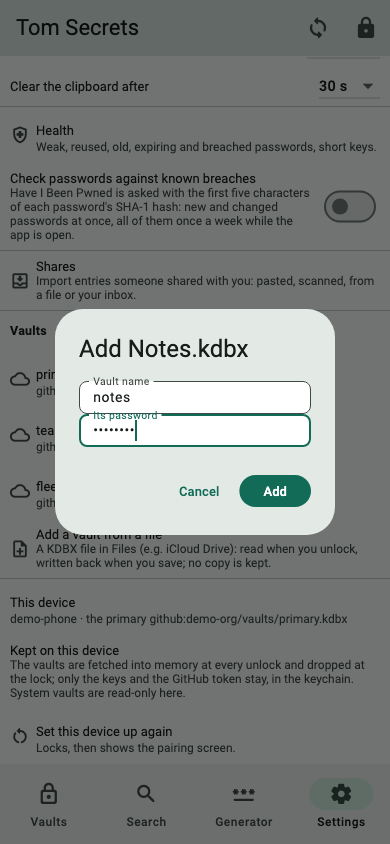 Tom Secrets
Clear the clipboard after
30 s
Health
Weak, reused, old, expiring and breached passwords, short keys.
Check passwords against known breaches
Have I Been Pwned is asked with the first five characters
of each password's SHA-1 hash: new and changed
passwords at once, all of them once a week while the
app is open.
Shares
Import entries someone shared with you: pasted, scanned, from
a file or your inbox.
Vaults
Add Notes.kdbx
Vault name
notes
Its password
••••••••
Cancel
Add
Add a vault from a file
A KDBX file in Files (e.g. iCloud Drive): read when you unlock,
written back when you save; no copy is kept.
This device
demo-phone · the primary github:demo-org/vaults/primary.kdbx
Kept on this device
The vaults are fetched into memory at every unlock and dropped at
the lock; only the keys and the GitHub token stay, in the keychain.
System vaults are read-only here.
Set this device up again
Locks, then shows the pairing screen.
Vaults
Search
Generator
Settings